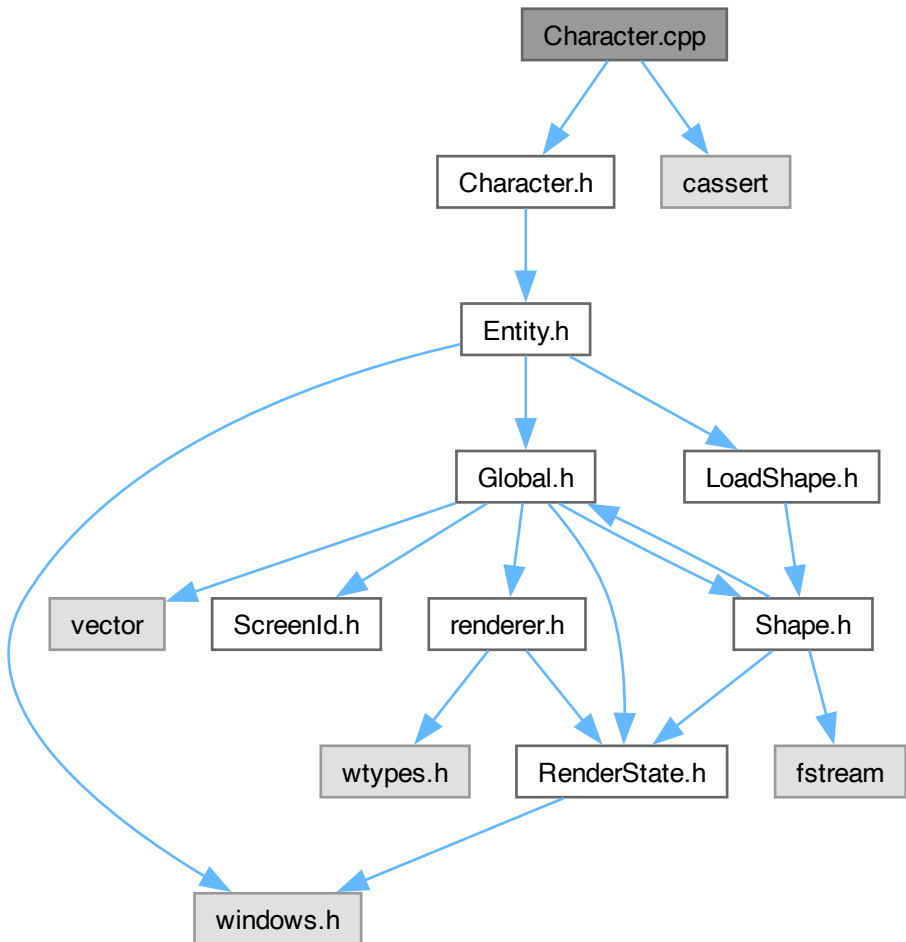 Character.cpp
Character.h
cassert
Entity.h
Global.h
LoadShape.h
vector
ScreenId.h
renderer.h
Shape.h
wtypes.h
RenderState.h
fstream
windows.h